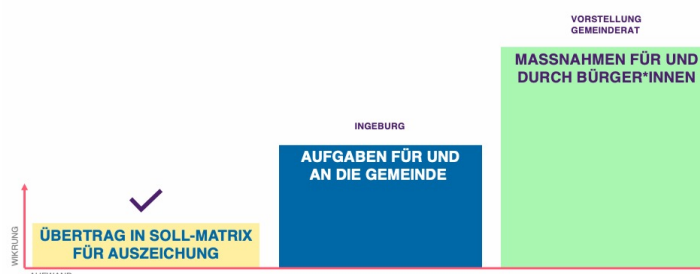 VORSTELLUNG
GEMEINDERAT
MASSNAHMEN FÜR UND
DURCH BÜRGER*INNEN
INGEBURG
AUFGABEN FÜR UND
AN DIE GEMEINDE
ÜBERTRAG IN SOLL-MATRIX
FÜR AUSZEICHUNG
WIKRUNG